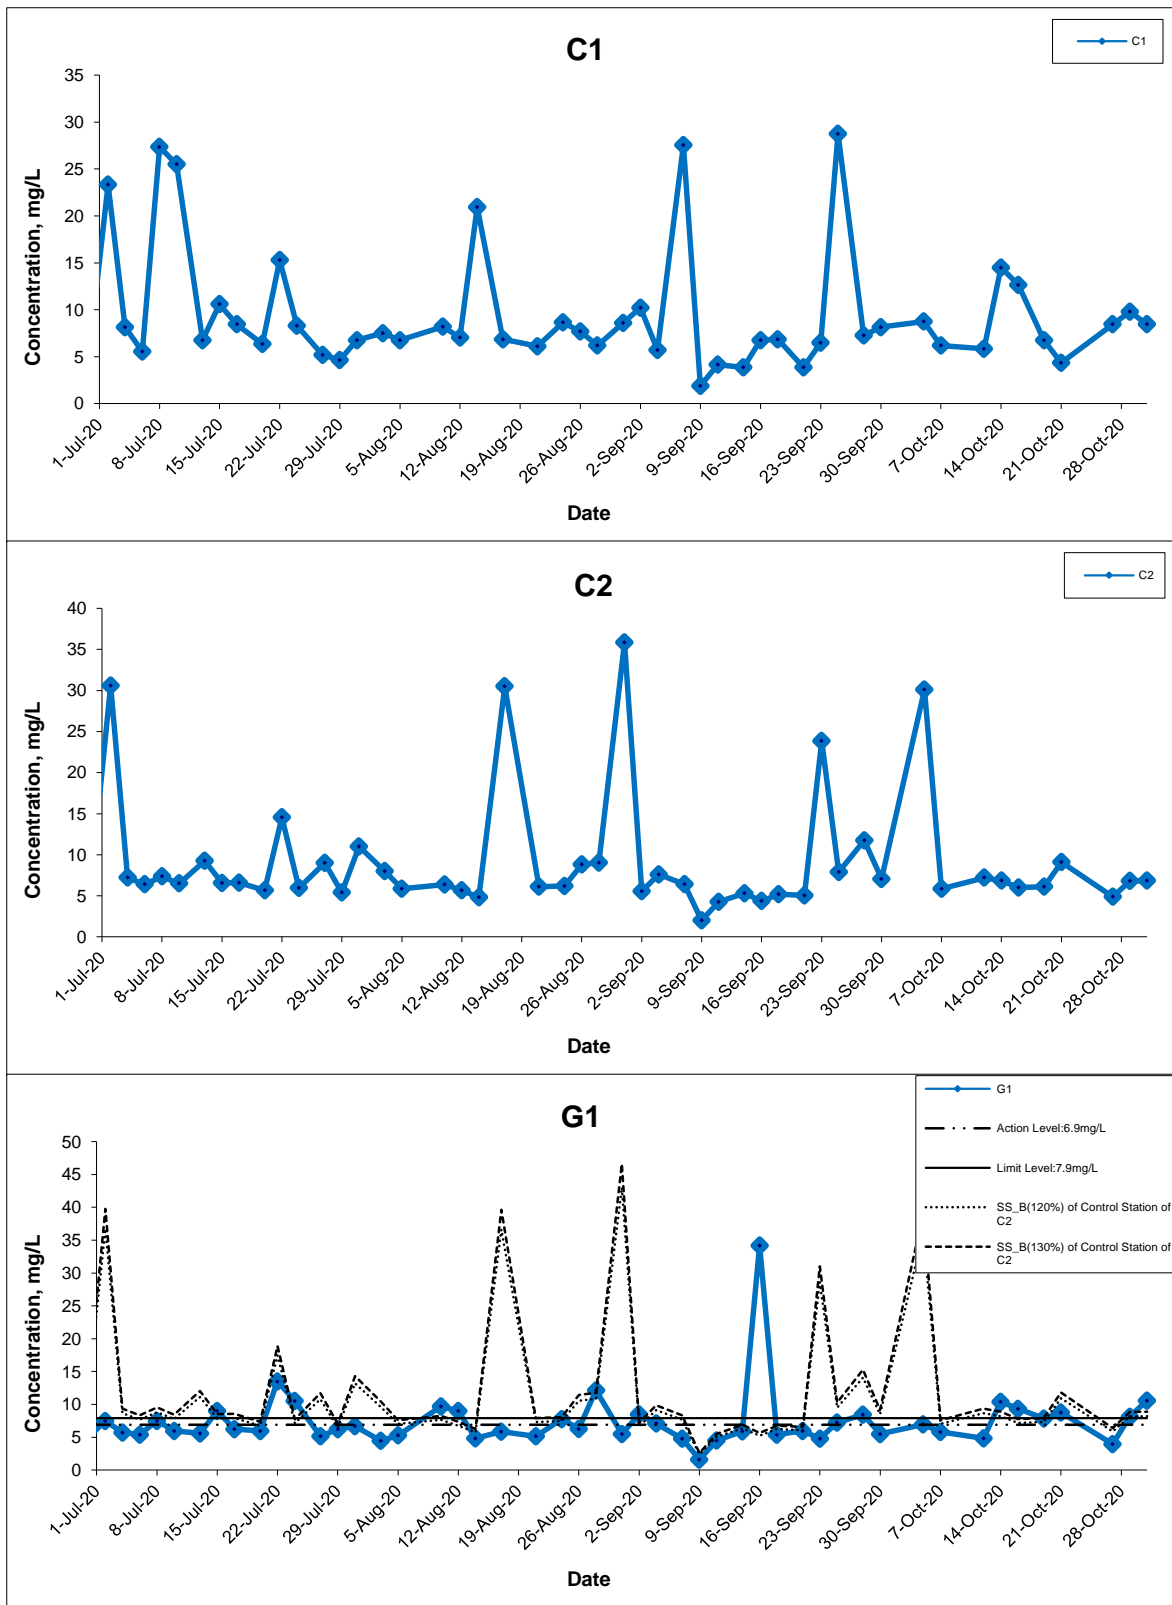 C1
C1
35
30
25
20
15
10
5
0
Concentration, mg/L
1-Jul-20
8-Jul-20
15-Jul-20
22-Jul-20
29-Jul-20
5-Aug-20
12-Aug-20
19-Aug-20
26-Aug-20
2-Sep-20
9-Sep-20
16-Sep-20
23-Sep-20
30-Sep-20
7-Oct-20
14-Oct-20
21-Oct-20
28-Oct-20
Date
C2
C2
40
35
30
25
20
15
10
5
0
Concentration, mg/L
1-Jul-20
8-Jul-20
15-Jul-20
22-Jul-20
29-Jul-20
5-Aug-20
12-Aug-20
19-Aug-20
26-Aug-20
2-Sep-20
9-Sep-20
16-Sep-20
23-Sep-20
30-Sep-20
7-Oct-20
14-Oct-20
21-Oct-20
28-Oct-20
Date
G1
G1
Action Level:6.9mg/L
Limit Level:7.9mg/L
SS_B(120%) of Control Station of
C2
SS_B(130%) of Control Station of
C2
50
45
40
35
30
25
20
15
10
5
0
Concentration, mg/L
1-Jul-20
8-Jul-20
15-Jul-20
22-Jul-20
29-Jul-20
5-Aug-20
12-Aug-20
19-Aug-20
26-Aug-20
2-Sep-20
9-Sep-20
16-Sep-20
23-Sep-20
30-Sep-20
7-Oct-20
14-Oct-20
21-Oct-20
28-Oct-20
Date